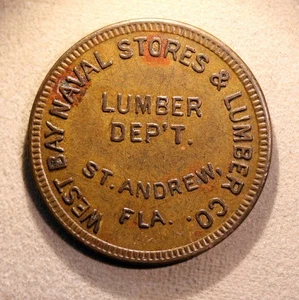 WEST BAY NAVAL STORES & LUMBER CO.
LUMBER
DEP'T.
ST. ANDREW,
FLA.